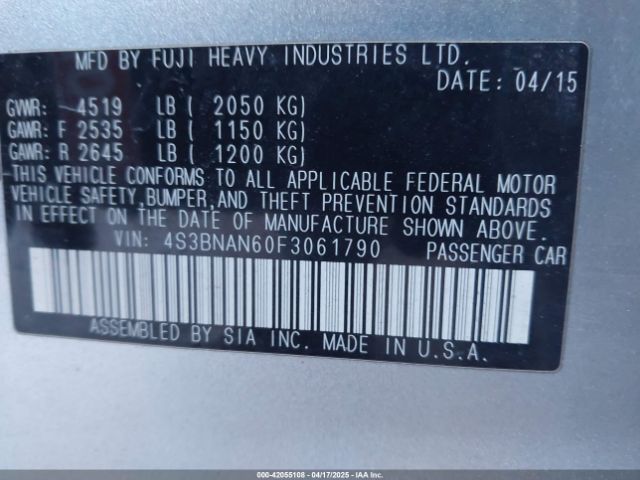 MFD BY FUJI HEAVY INDUSTRIES LTD.
DATE: 04/15
GVWR: 4519 LB ( 2050 KG)
GAWR: F 2535 LB ( 1150 KG)
GAWR: R 2645 LB ( 1200 KG)
THIS VEHICLE CONFORMS TO ALL APPLICABLE FEDERAL MOTOR
VEHICLE SAFETY, BUMPER, AND THEFT PREVENTION STANDARDS
IN EFFECT ON THE DATE OF MANUFACTURE SHOWN ABOVE.
VIN: 4S3BNAN60F3061790 PASSENGER CAR
ASSEMBLED BY SIA INC. MADE IN U.S.A.
000-42055108 - 04/17/2025 - IAA Inc.